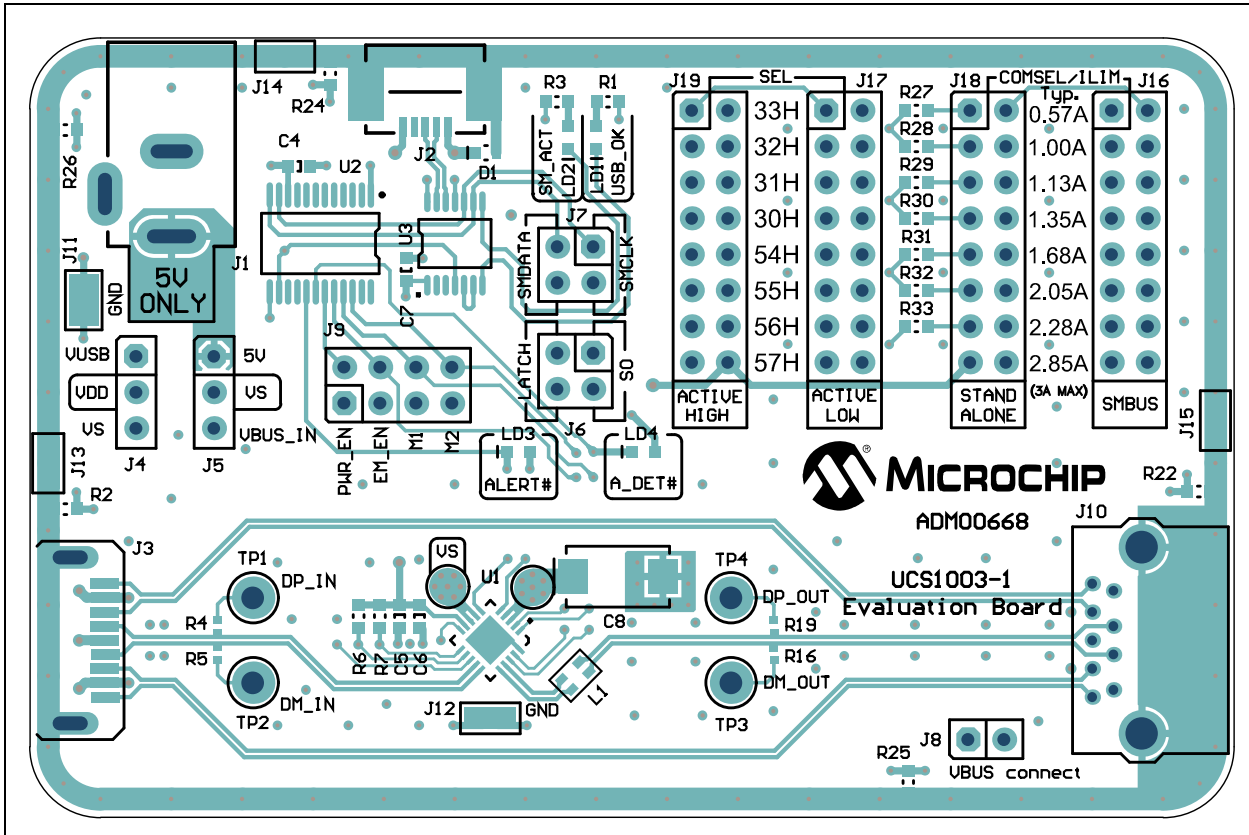 J14
R24
R26
C4
U2
J2
D1
R3
R1
SM_ACT
LD2
LD1
USB_OK
J7
SMDATA
SMCLK
U3
C7
J1
5V
ONLY
J11
GND
VUSB
VDD
VS
J4
5V
VS
VBUS_IN
J5
J13
R2
J9
PWR_EN
EM_EN
M1
M2
LATCH
SO
J6
LD3
ALERT#
LD4
A_DET#
J19
SEL
J17
33H
32H
31H
30H
54H
55H
56H
57H
ACTIVE
HIGH
ACTIVE
LOW
R27
R28
R29
R30
R31
R32
R33
J18
COMSEL/ILIM
J16
Typ.
0.57A
1.00A
1.13A
1.35A
1.68A
2.05A
2.28A
2.85A
(3A MAX)
STAND
ALONE
SMBUS
J15
R22
MICROCHIP
®
ADM00668
J10
UCS1003-1
Evaluation Board
J3
TP1
DP_IN
R4
R5
DM_IN
TP2
R6
R7
C5
C6
VS
U1
C8
L1
J12
GND
TP4
DP_OUT
R19
R16
DM_OUT
TP3
R25
J8
VBUS connect